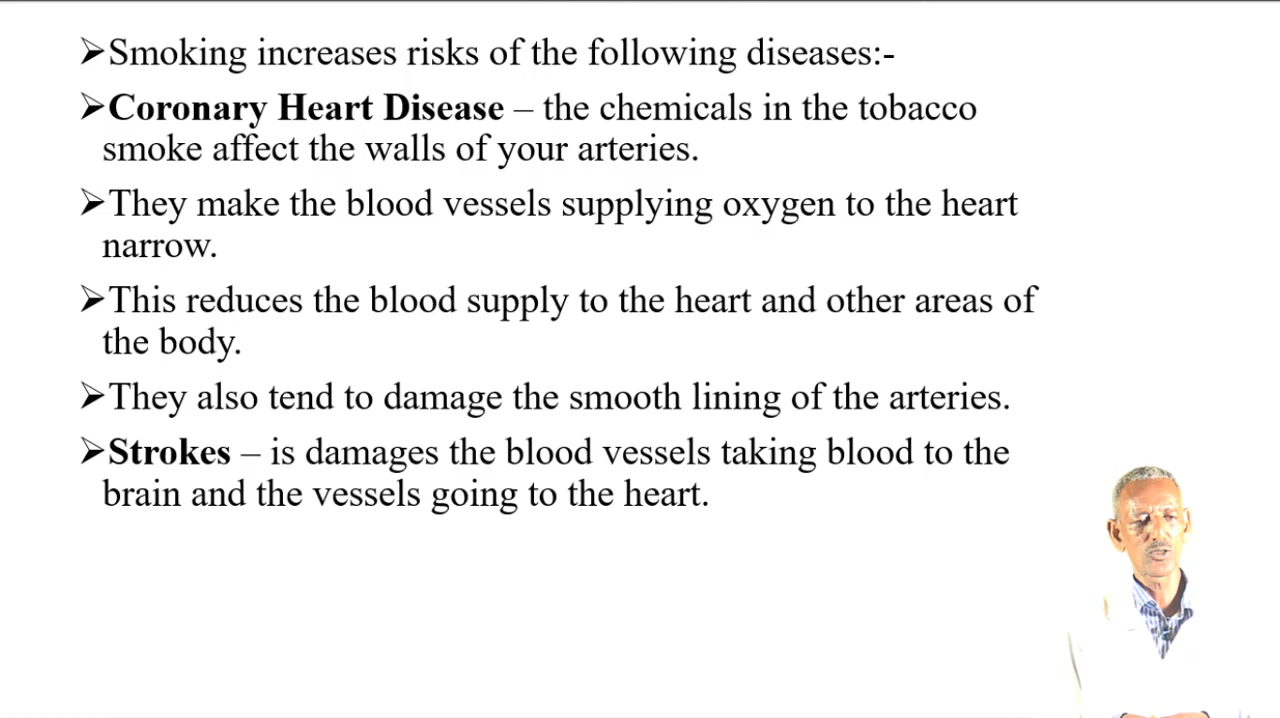 ➢Smoking increases risks of the following diseases:-
➢Coronary Heart Disease – the chemicals in the tobacco
smoke affect the walls of your arteries.
➢They make the blood vessels supplying oxygen to the heart
narrow.
➢This reduces the blood supply to the heart and other areas of
the body.
➢They also tend to damage the smooth lining of the arteries.
➢Strokes – is damages the blood vessels taking blood to the
brain and the vessels going to the heart.